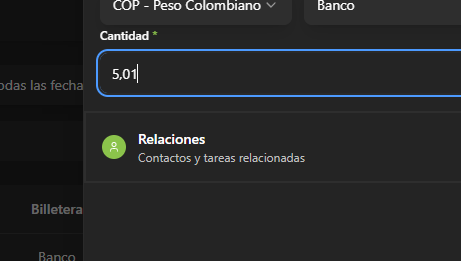 COP - Peso Colombiano Banco
Cantidad *
5,01
odas las fecha
Relaciones
Contactos y tareas relacionadas
Billetera
Banco